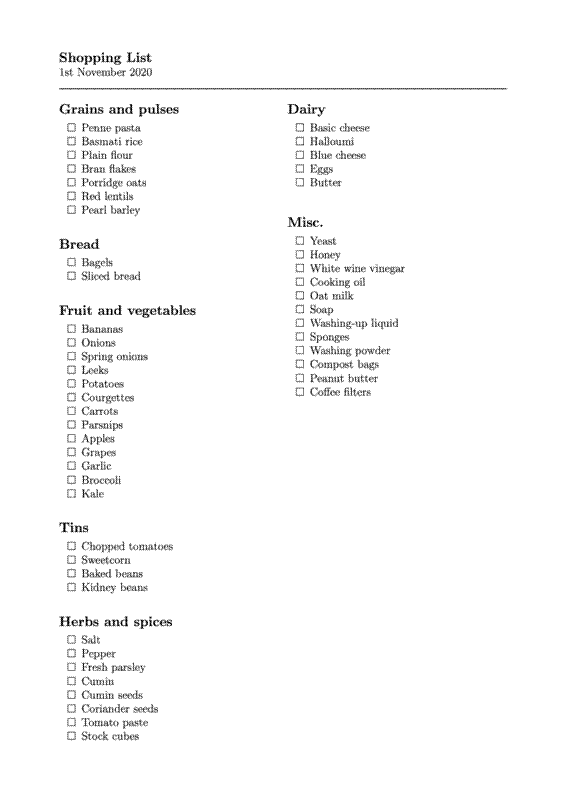 Shopping List
1st November 2020
Grains and pulses
Penne pasta
Basmati rice
Plain flour
Bran flakes
Porridge oats
Red lentils
Pearl barley
Bread
Bagels
Sliced bread
Fruit and vegetables
Bananas
Onions
Spring onions
Leeks
Potatoes
Courgettes
Carrots
Parsnips
Apples
Grapes
Garlic
Broccoli
Kale
Tins
Chopped tomatoes
Sweetcorn
Baked beans
Kidney beans
Herbs and spices
Salt
Pepper
Fresh parsley
Cumin
Cumin seeds
Coriander seeds
Tomato paste
Stock cubes
Dairy
Basic cheese
Halloumi
Blue cheese
Eggs
Butter
Misc.
Yeast
Honey
White wine vinegar
Cooking oil
Oat milk
Soap
Washing-up liquid
Sponges
Washing powder
Compost bags
Peanut butter
Coffee filters